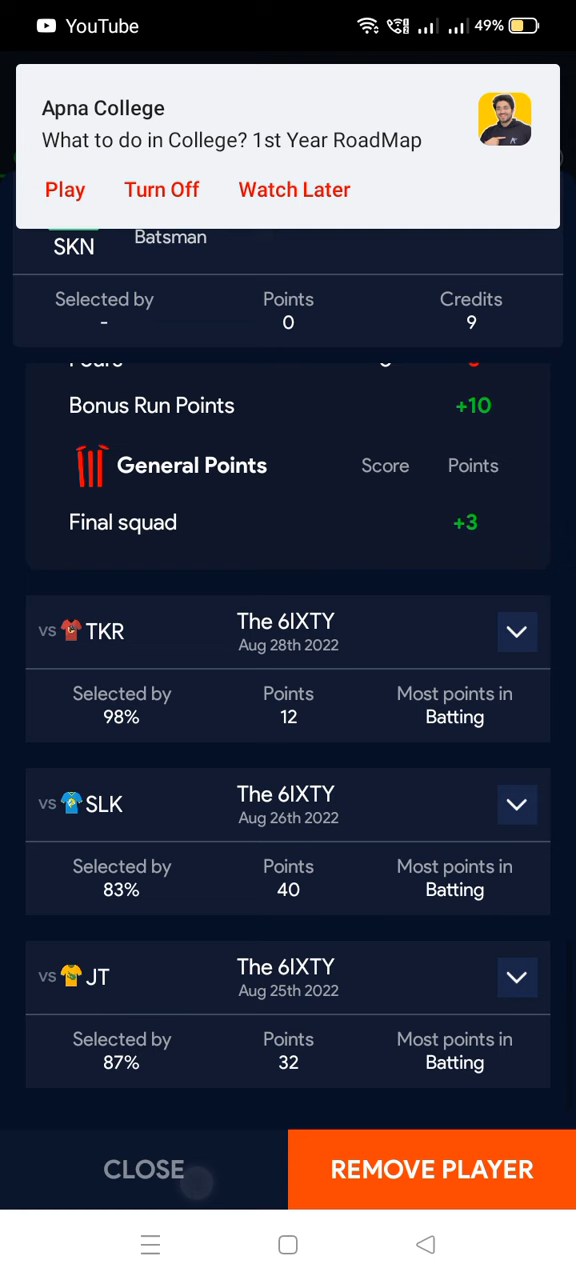 YouTube
49%
Apna College
What to do in College? 1st Year RoadMap
Play Turn Off Watch Later
SKN Batsman
Selected by Points Credits
- 0 9
Bonus Run Points +10
General Points Score Points
Final squad +3
vs TKR The 6IXTY
Aug 28th 2022
Selected by Points Most points in
98% 12 Batting
vs SLK The 6IXTY
Aug 26th 2022
Selected by Points Most points in
83% 40 Batting
vs JT The 6IXTY
Aug 25th 2022
Selected by Points Most points in
87% 32 Batting
CLOSE REMOVE PLAYER